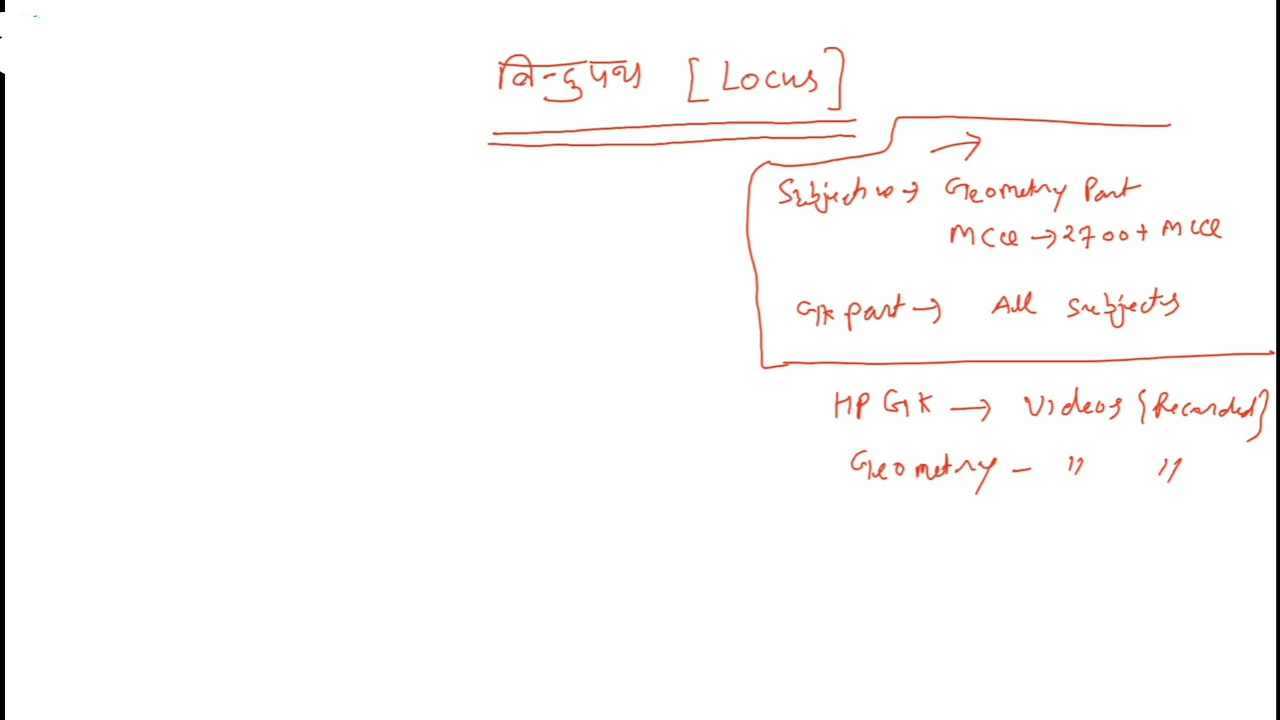 बिन्दुपथ [Locus]
Subjective → Geometry Part
MCQ → 2700+ MCQ
GK part → All subjects
HP GK → Videos {Recorded}
Geometry - " "